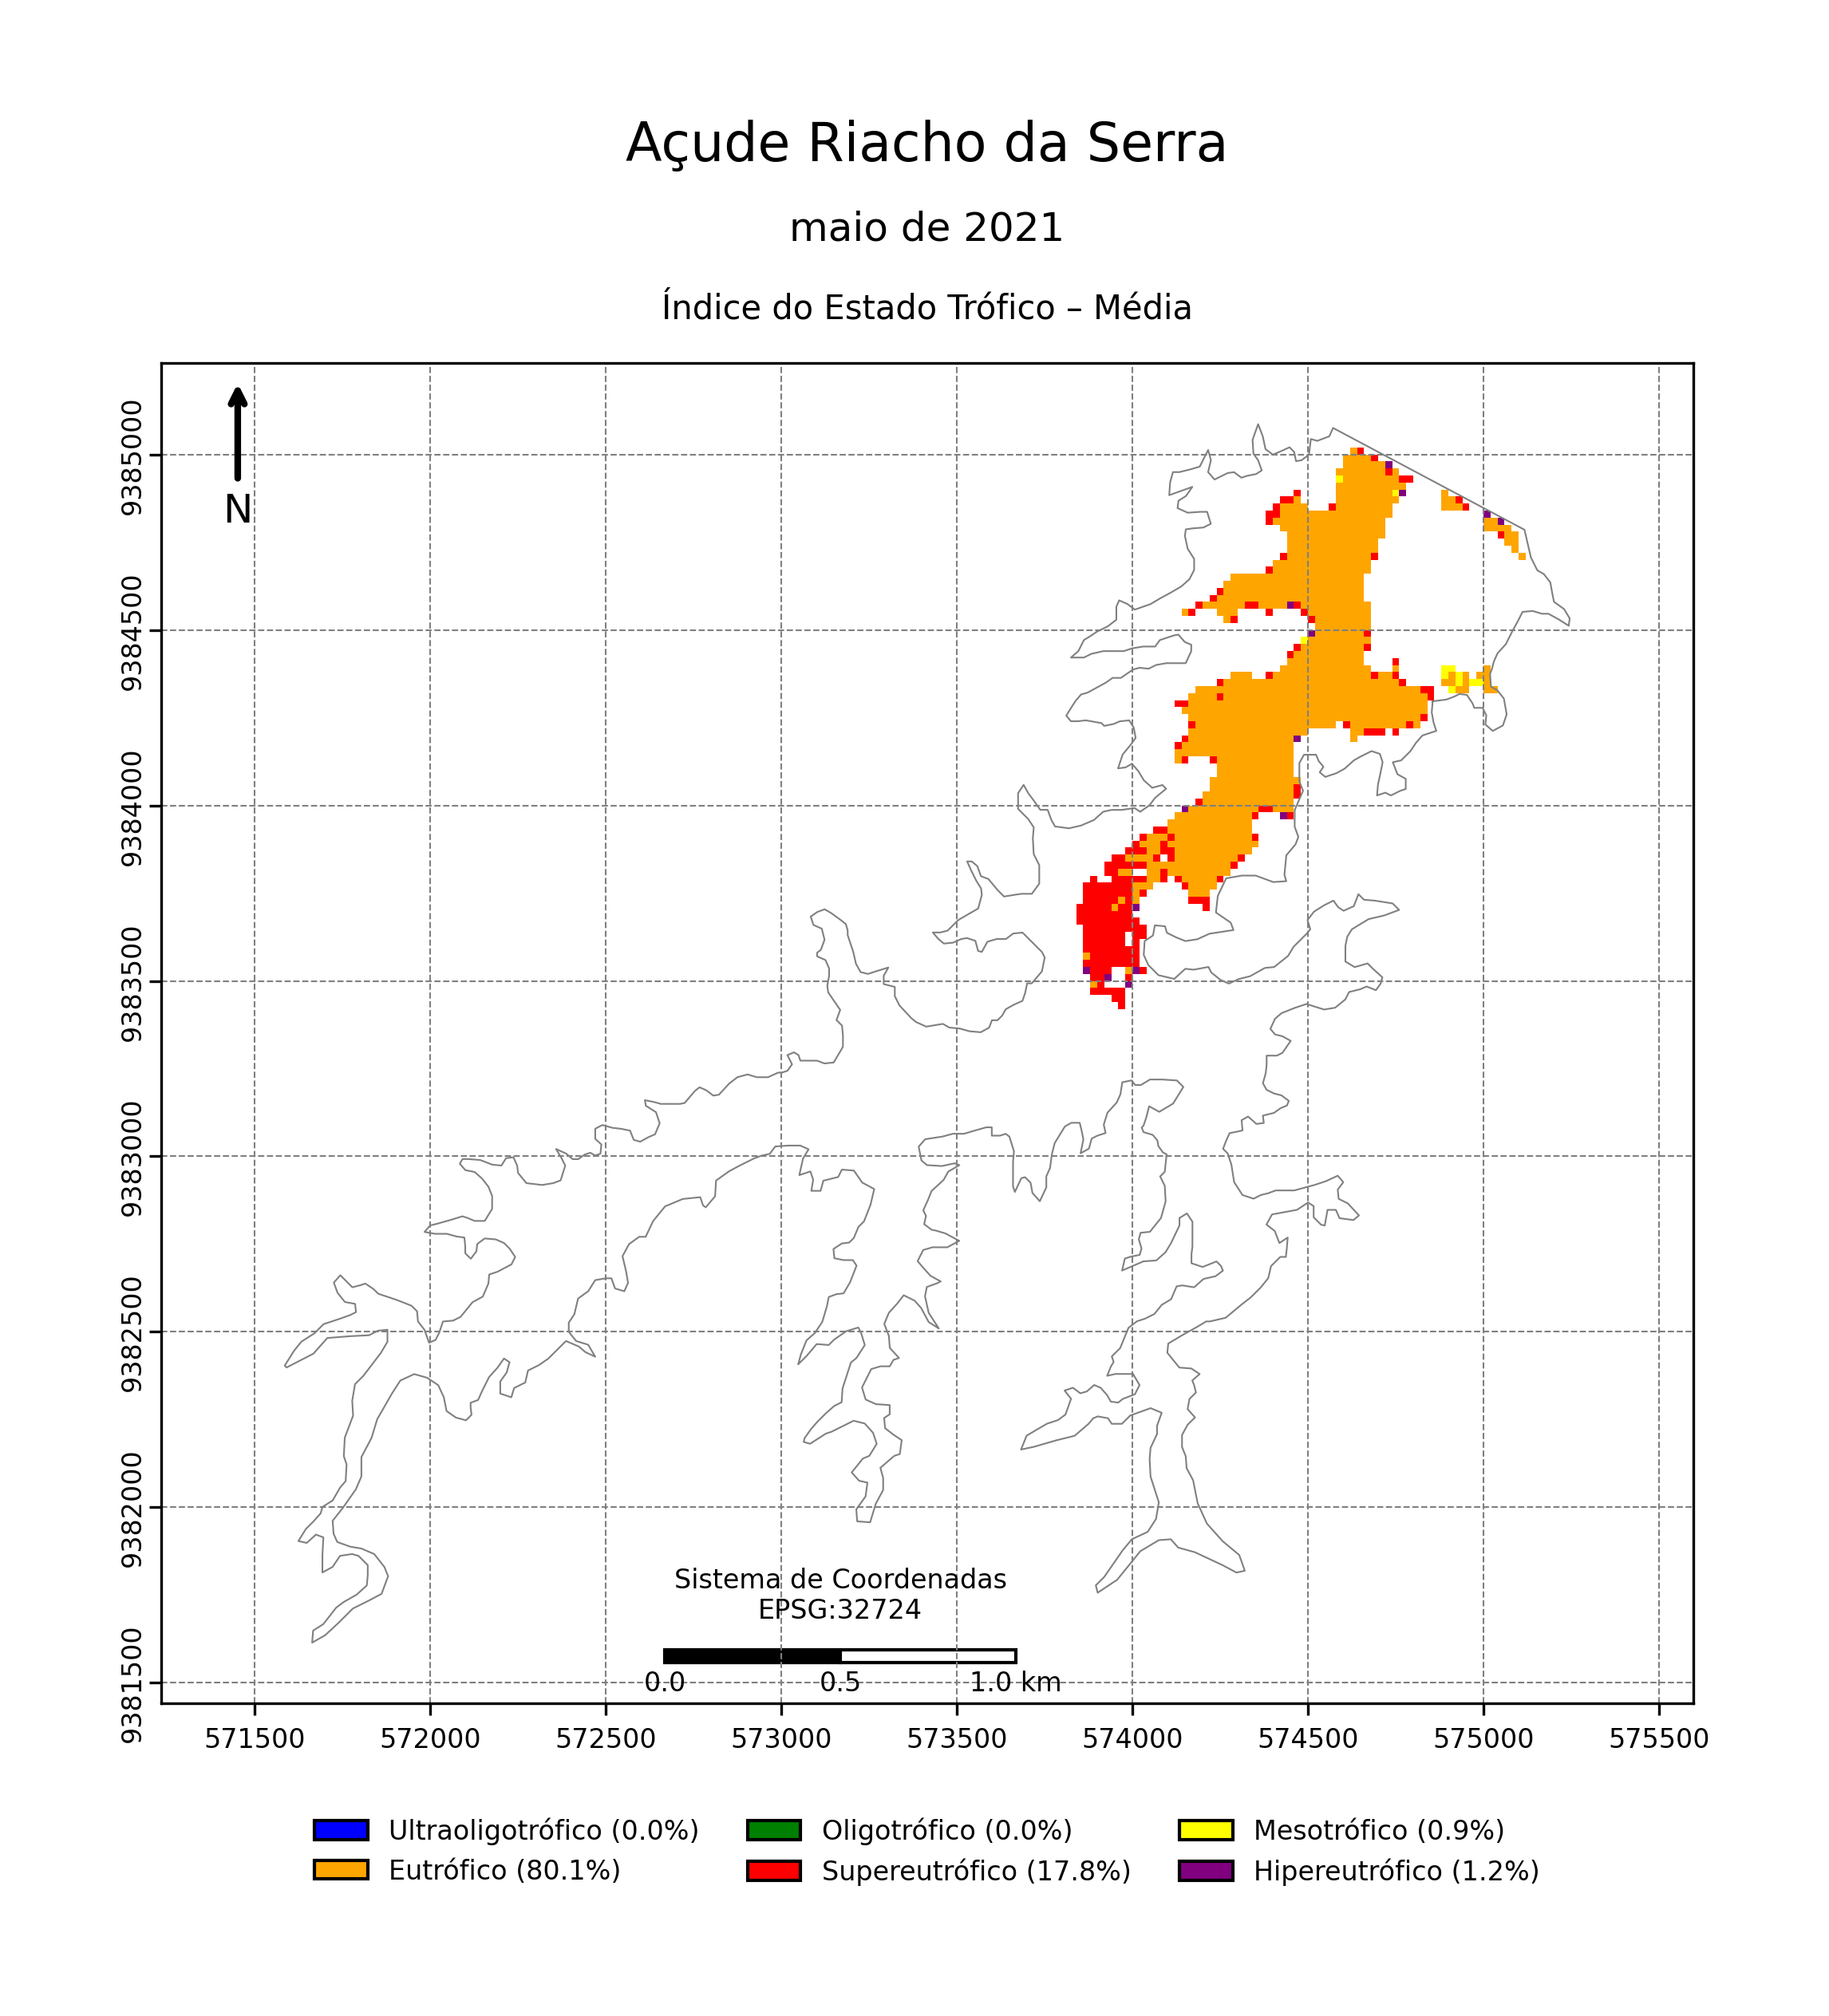 Açude Riacho da Serra
maio de 2021
Índice do Estado Trófico – Média
N
9385000
9384500
9384000
9383500
9383000
9382500
9382000
9381500
Sistema de Coordenadas
EPSG:32724
0.0 0.5 1.0 km
571500 572000 572500 573000 573500 574000 574500 575000 575500
Ultraoligotrófico (0.0%) Oligotrófico (0.0%) Mesotrófico (0.9%)
Eutrófico (80.1%) Supereutrófico (17.8%) Hipereutrófico (1.2%)